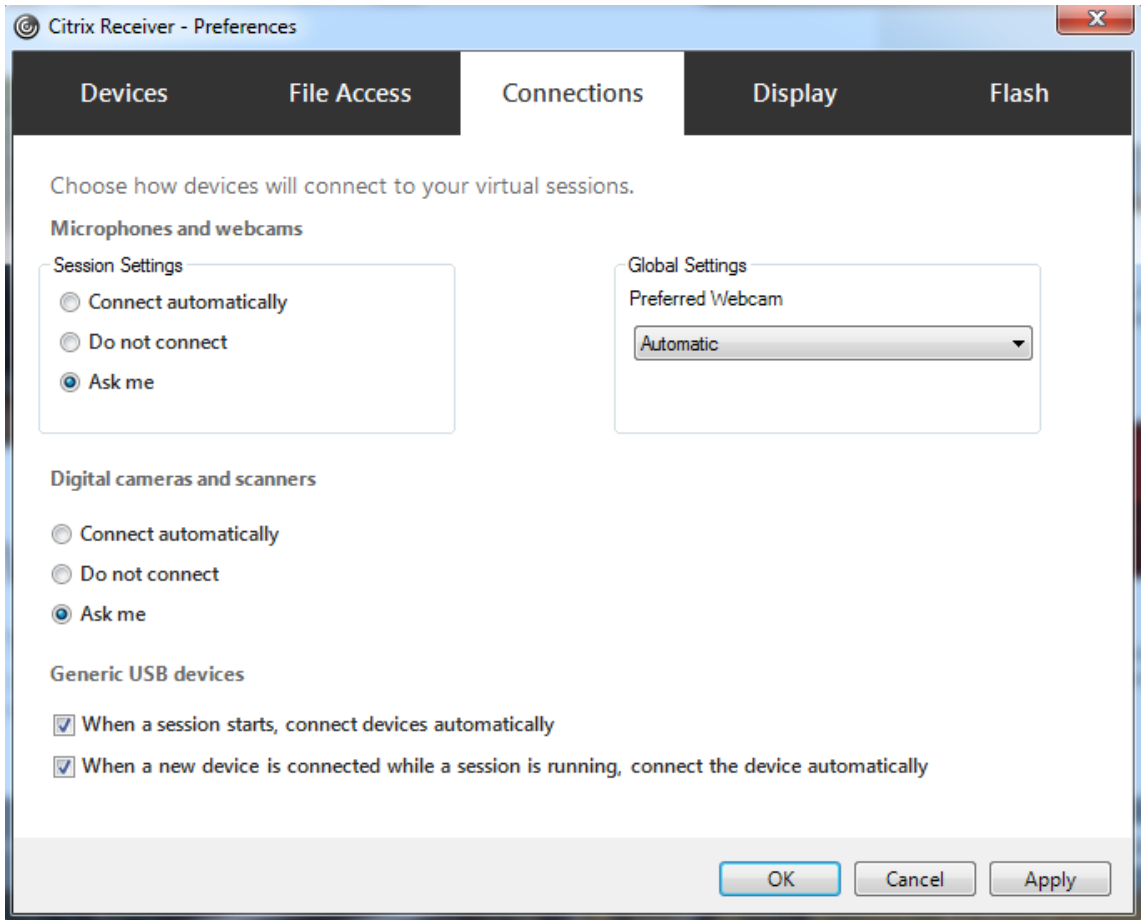 Citrix Receiver - Preferences
Devices File Access Connections Display Flash
Choose how devices will connect to your virtual sessions.
Microphones and webcams
Session Settings
Connect automatically
Do not connect
Ask me
Global Settings
Preferred Webcam
Automatic
Digital cameras and scanners
Connect automatically
Do not connect
Ask me
Generic USB devices
When a session starts, connect devices automatically
When a new device is connected while a session is running, connect the device automatically
OK Cancel Apply